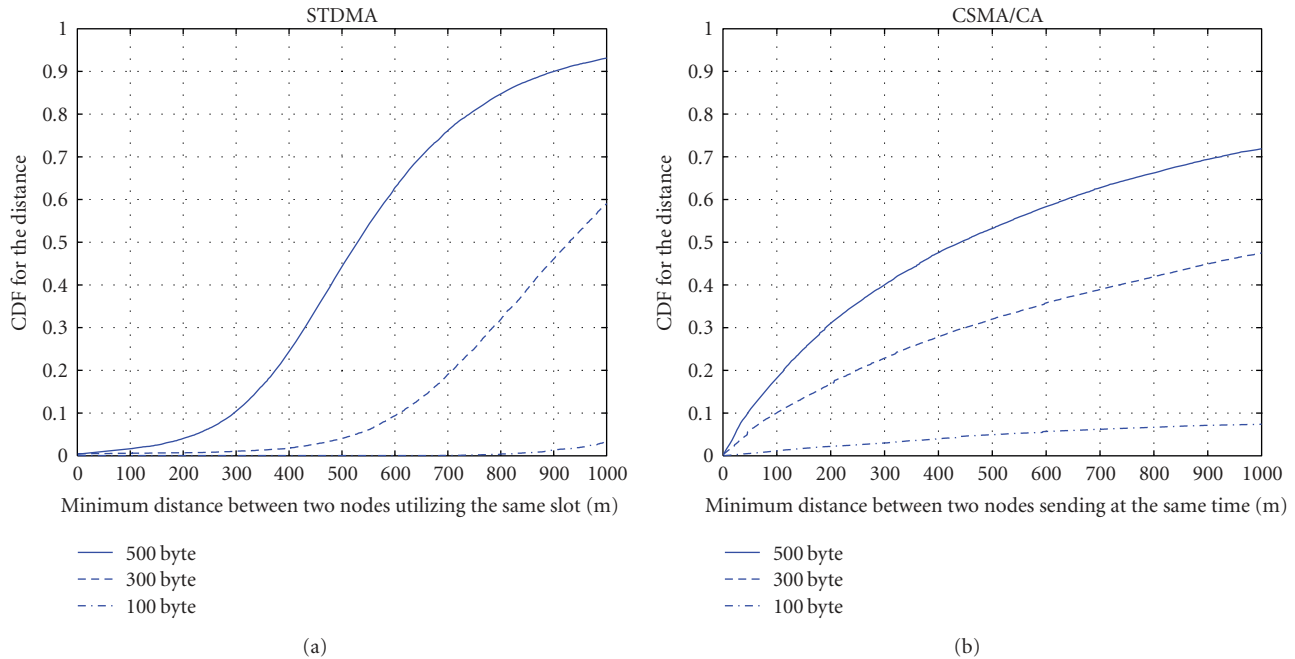 STDMA
1
0.9
0.8
0.7
0.6
0.5
0.4
0.3
0.2
0.1
0
CDF for the distance
0 100 200 300 400 500 600 700 800 900 1000
Minimum distance between two nodes utilizing the same slot (m)
500 byte
300 byte
100 byte
(a)
CSMA/CA
1
0.9
0.8
0.7
0.6
0.5
0.4
0.3
0.2
0.1
0
CDF for the distance
0 100 200 300 400 500 600 700 800 900 1000
Minimum distance between two nodes sending at the same time (m)
500 byte
300 byte
100 byte
(b)